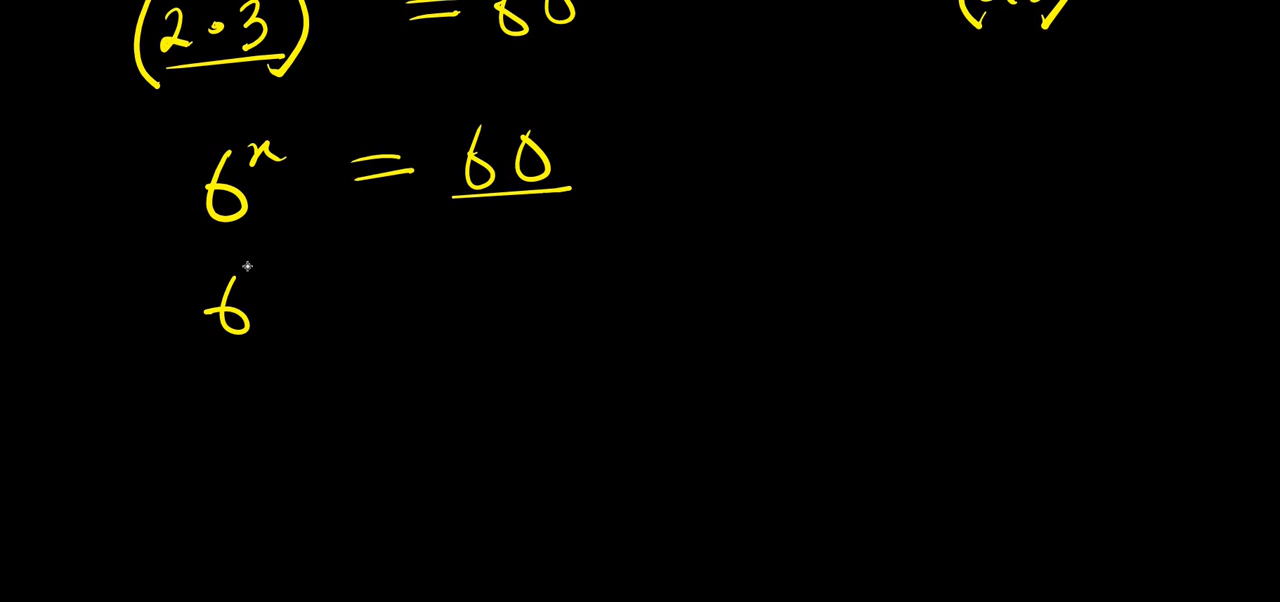 (2·3) = 60
6^x = 60
6